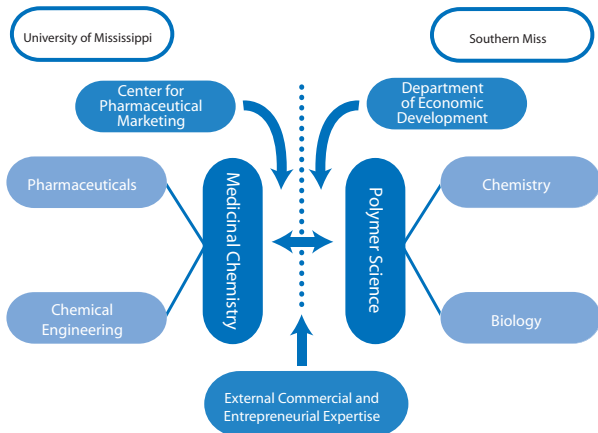 University of Mississippi
Southern Miss
Center for
Pharmaceutical
Marketing
Department
of Economic
Development
Pharmaceuticals
Medicinal Chemistry
Polymer Science
Chemistry
Chemical
Engineering
Biology
External Commercial and
Entrepreneurial Expertise